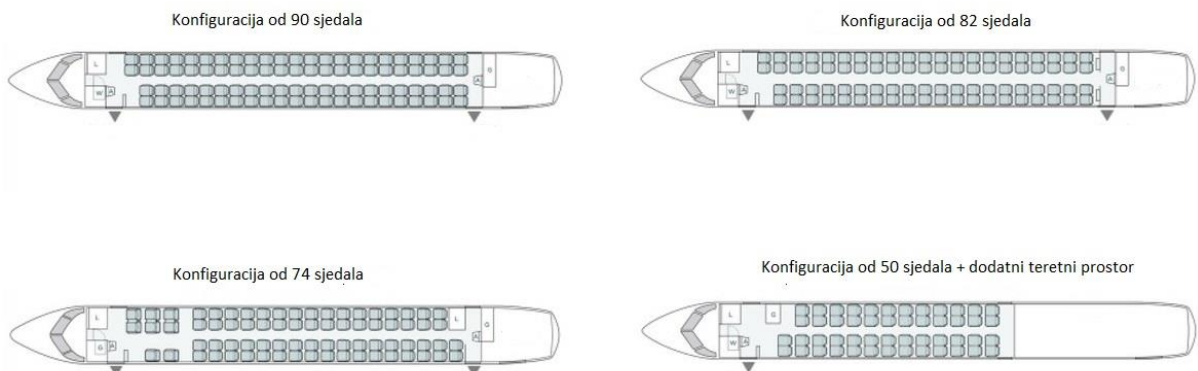 Konfiguracija od 90 sjedala
Konfiguracija od 82 sjedala
L
G
A
W
A
L
G
A
W
A
Konfiguracija od 74 sjedala
Konfiguracija od 50 sjedala + dodatni teretni prostor
L
L
G
A
G
A
L
G
W
A